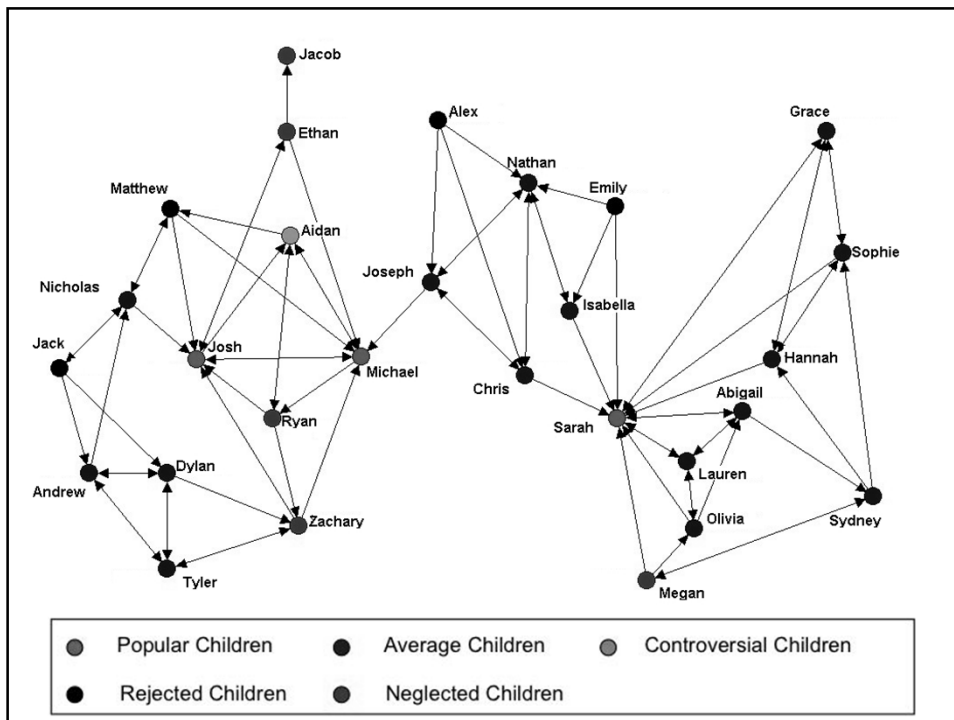 Jacob
Alex
Grace
Ethan
Nathan
Matthew
Emily
Aidan
Sophie
Joseph
Nicholas
Isabella
Jack
Josh
Michael
Hannah
Chris
Abigail
Ryan
Sarah
Dylan
Lauren
Andrew
Zachary
Olivia
Sydney
Tyler
Megan
Popular Children
Average Children
Controversial Children
Rejected Children
Neglected Children